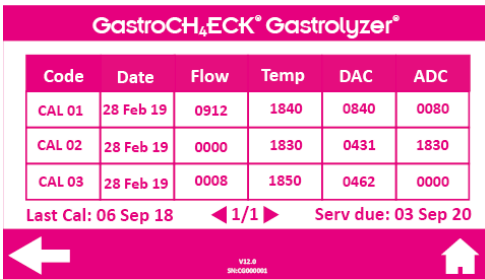 GastroCH₄ECK® Gastrolyzer®
Code Date Flow Temp DAC ADC
CAL 01 28 Feb 19 0912 1840 0840 0080
CAL 02 28 Feb 19 0000 1830 0431 1830
CAL 03 28 Feb 19 0008 1850 0462 0000
Last Cal: 06 Sep 18 1/1 Serv due: 03 Sep 20
V12.0
SN:CG000001